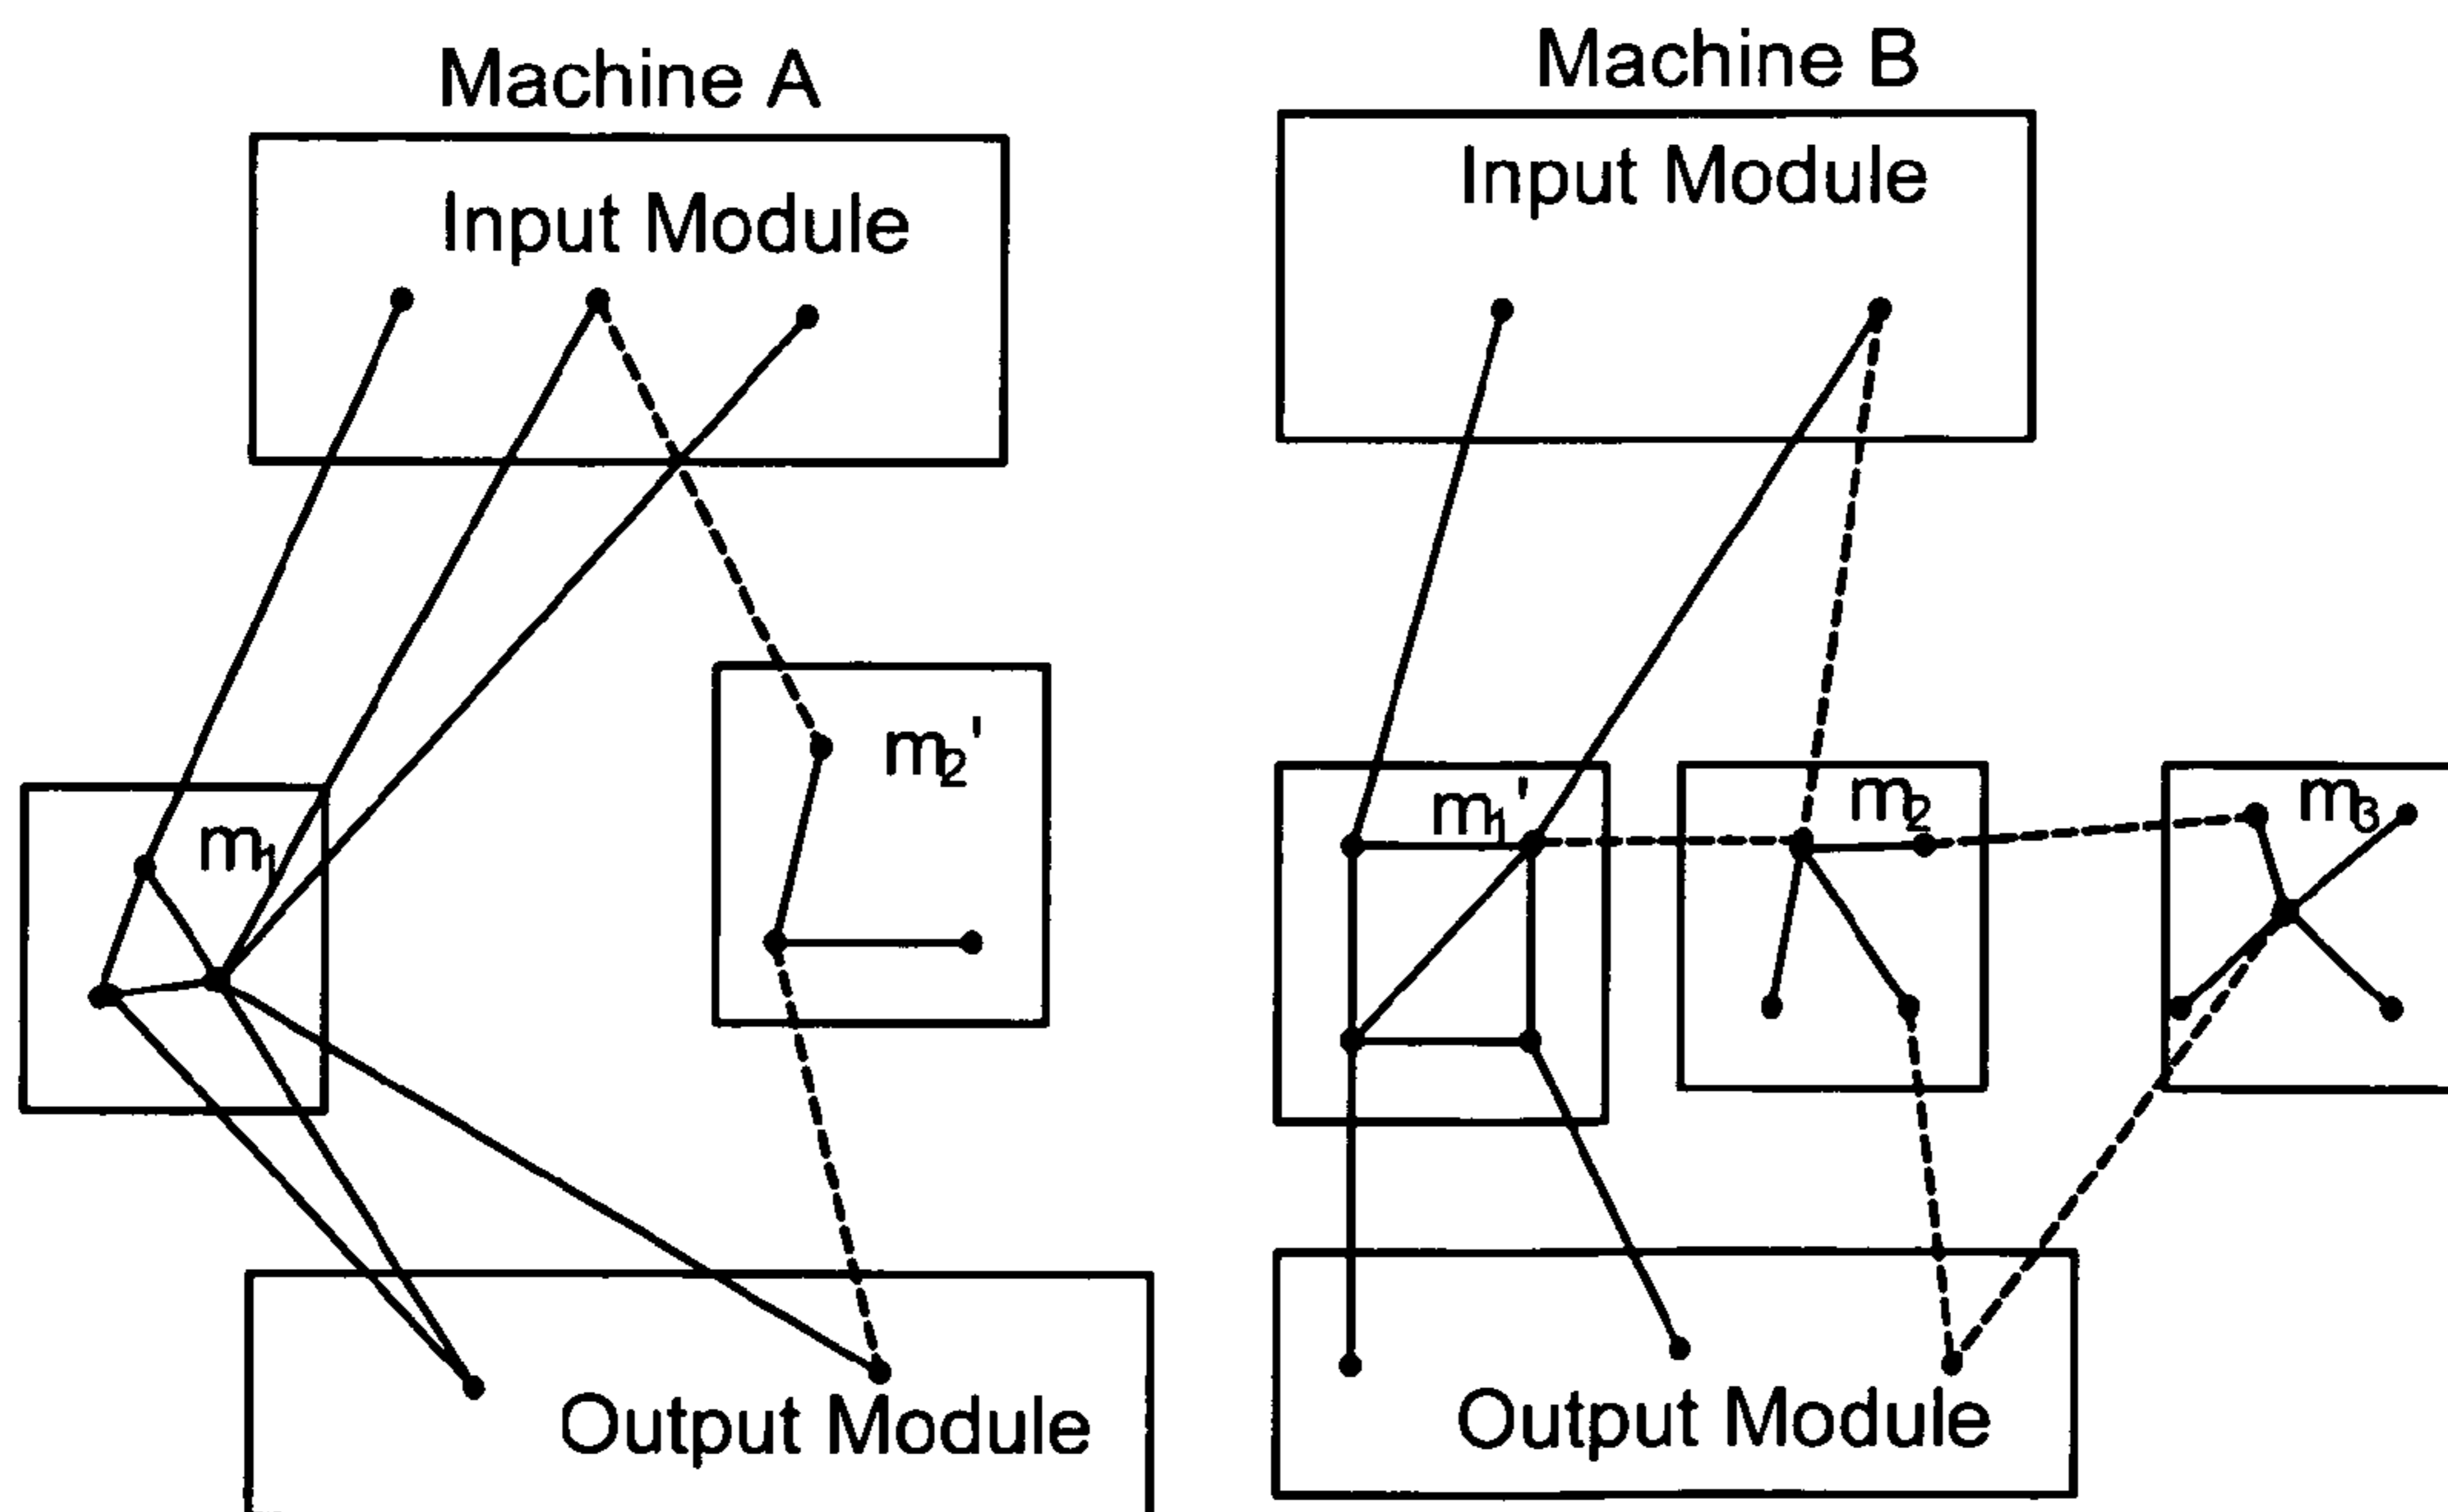 Machine A
Input Module
m1
m2'
Output Module
Machine B
Input Module
m1'
m2
m3
Output Module